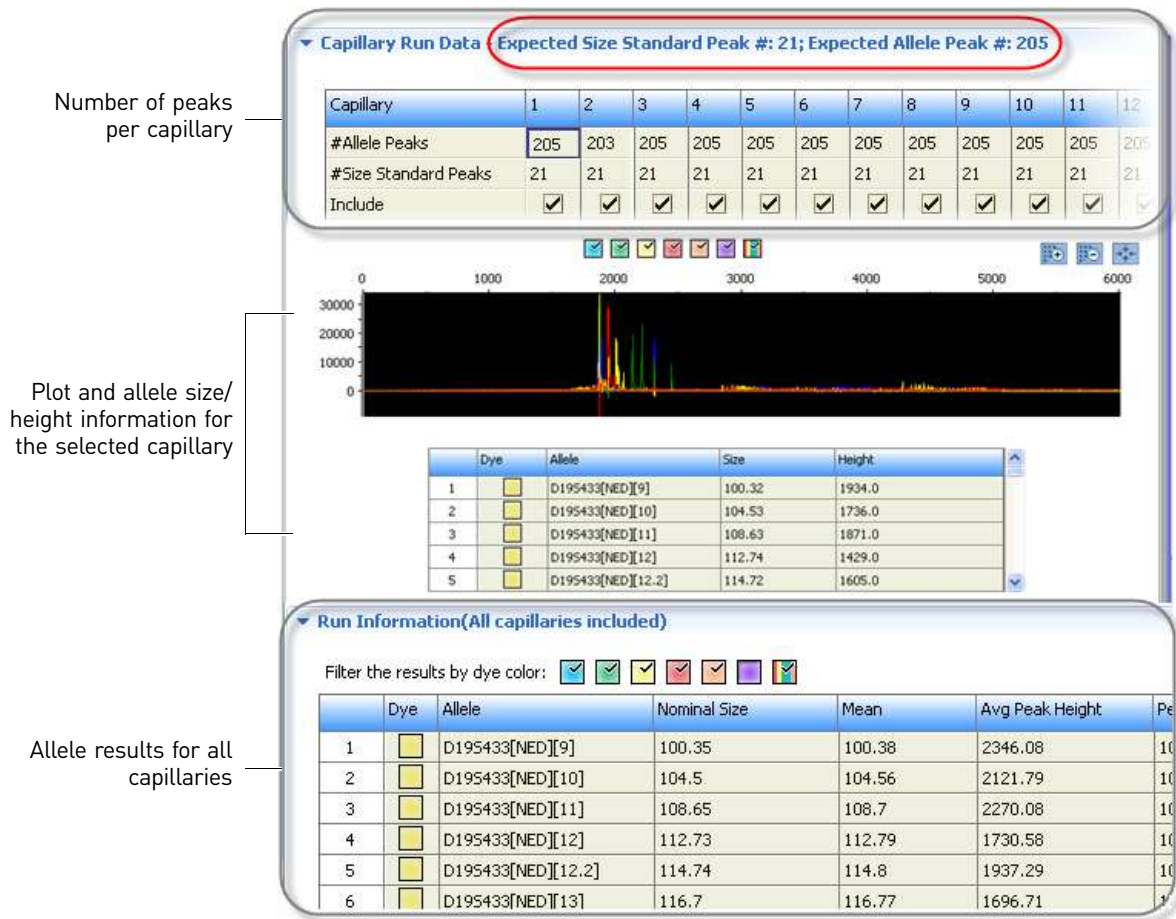 Capillary Run Data - Expected Size Standard Peak #: 21; Expected Allele Peak #: 205
Number of peaks
per capillary
Capillary 1 2 3 4 5 6 7 8 9 10 11 12
#Allele Peaks 205 203 205 205 205 205 205 205 205 205 205 205
#Size Standard Peaks 21 21 21 21 21 21 21 21 21 21 21 21
Include
0 1000 2000 3000 4000 5000 6000
30000
20000
10000
0
Plot and allele size/
height information for
the selected capillary
Dye Allele Size Height
1 D19S433[NED][9] 100.32 1934.0
2 D19S433[NED][10] 104.53 1736.0
3 D19S433[NED][11] 108.63 1871.0
4 D19S433[NED][12] 112.74 1429.0
5 D19S433[NED][12.2] 114.72 1605.0
Run Information(All capillaries included)
Filter the results by dye color:
Dye Allele Nominal Size Mean Avg Peak Height Pe
Allele results for all
capillaries
1 D19S433[NED][9] 100.35 100.38 2346.08 10
2 D19S433[NED][10] 104.5 104.56 2121.79 10
3 D19S433[NED][11] 108.65 108.7 2270.08 10
4 D19S433[NED][12] 112.73 112.79 1730.58 10
5 D19S433[NED][12.2] 114.74 114.8 1937.29 10
6 D19S433[NED][13] 116.7 116.77 1696.71